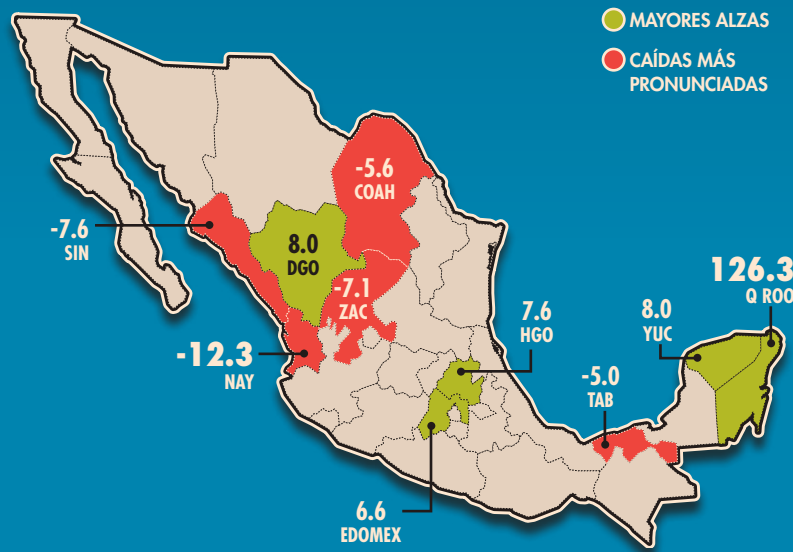 MAYORES ALZAS
CAÍDAS MÁS
PRONUNCIADAS
-5.6
COAH
-7.6
SIN
8.0
DGO
-7.1
ZAC
-12.3
NAY
7.6
HGO
126.3
Q ROO
8.0
YUC
-5.0
TAB
6.6
EDOMEX